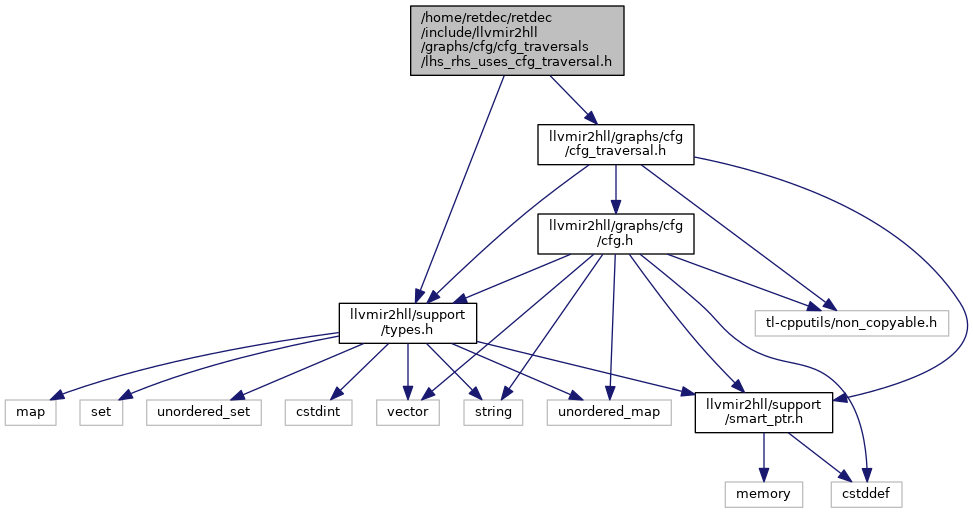 /home/retdec/retdec
/include/llvmir2hll
/graphs/cfg/cfg_traversals
/lhs_rhs_uses_cfg_traversal.h
llvmir2hll/graphs/cfg
/cfg_traversal.h
llvmir2hll/graphs/cfg
/cfg.h
llvmir2hll/support
/types.h
tl-cpputils/non_copyable.h
map
set
unordered_set
cstdint
vector
string
unordered_map
llvmir2hll/support
/smart_ptr.h
memory
cstddef